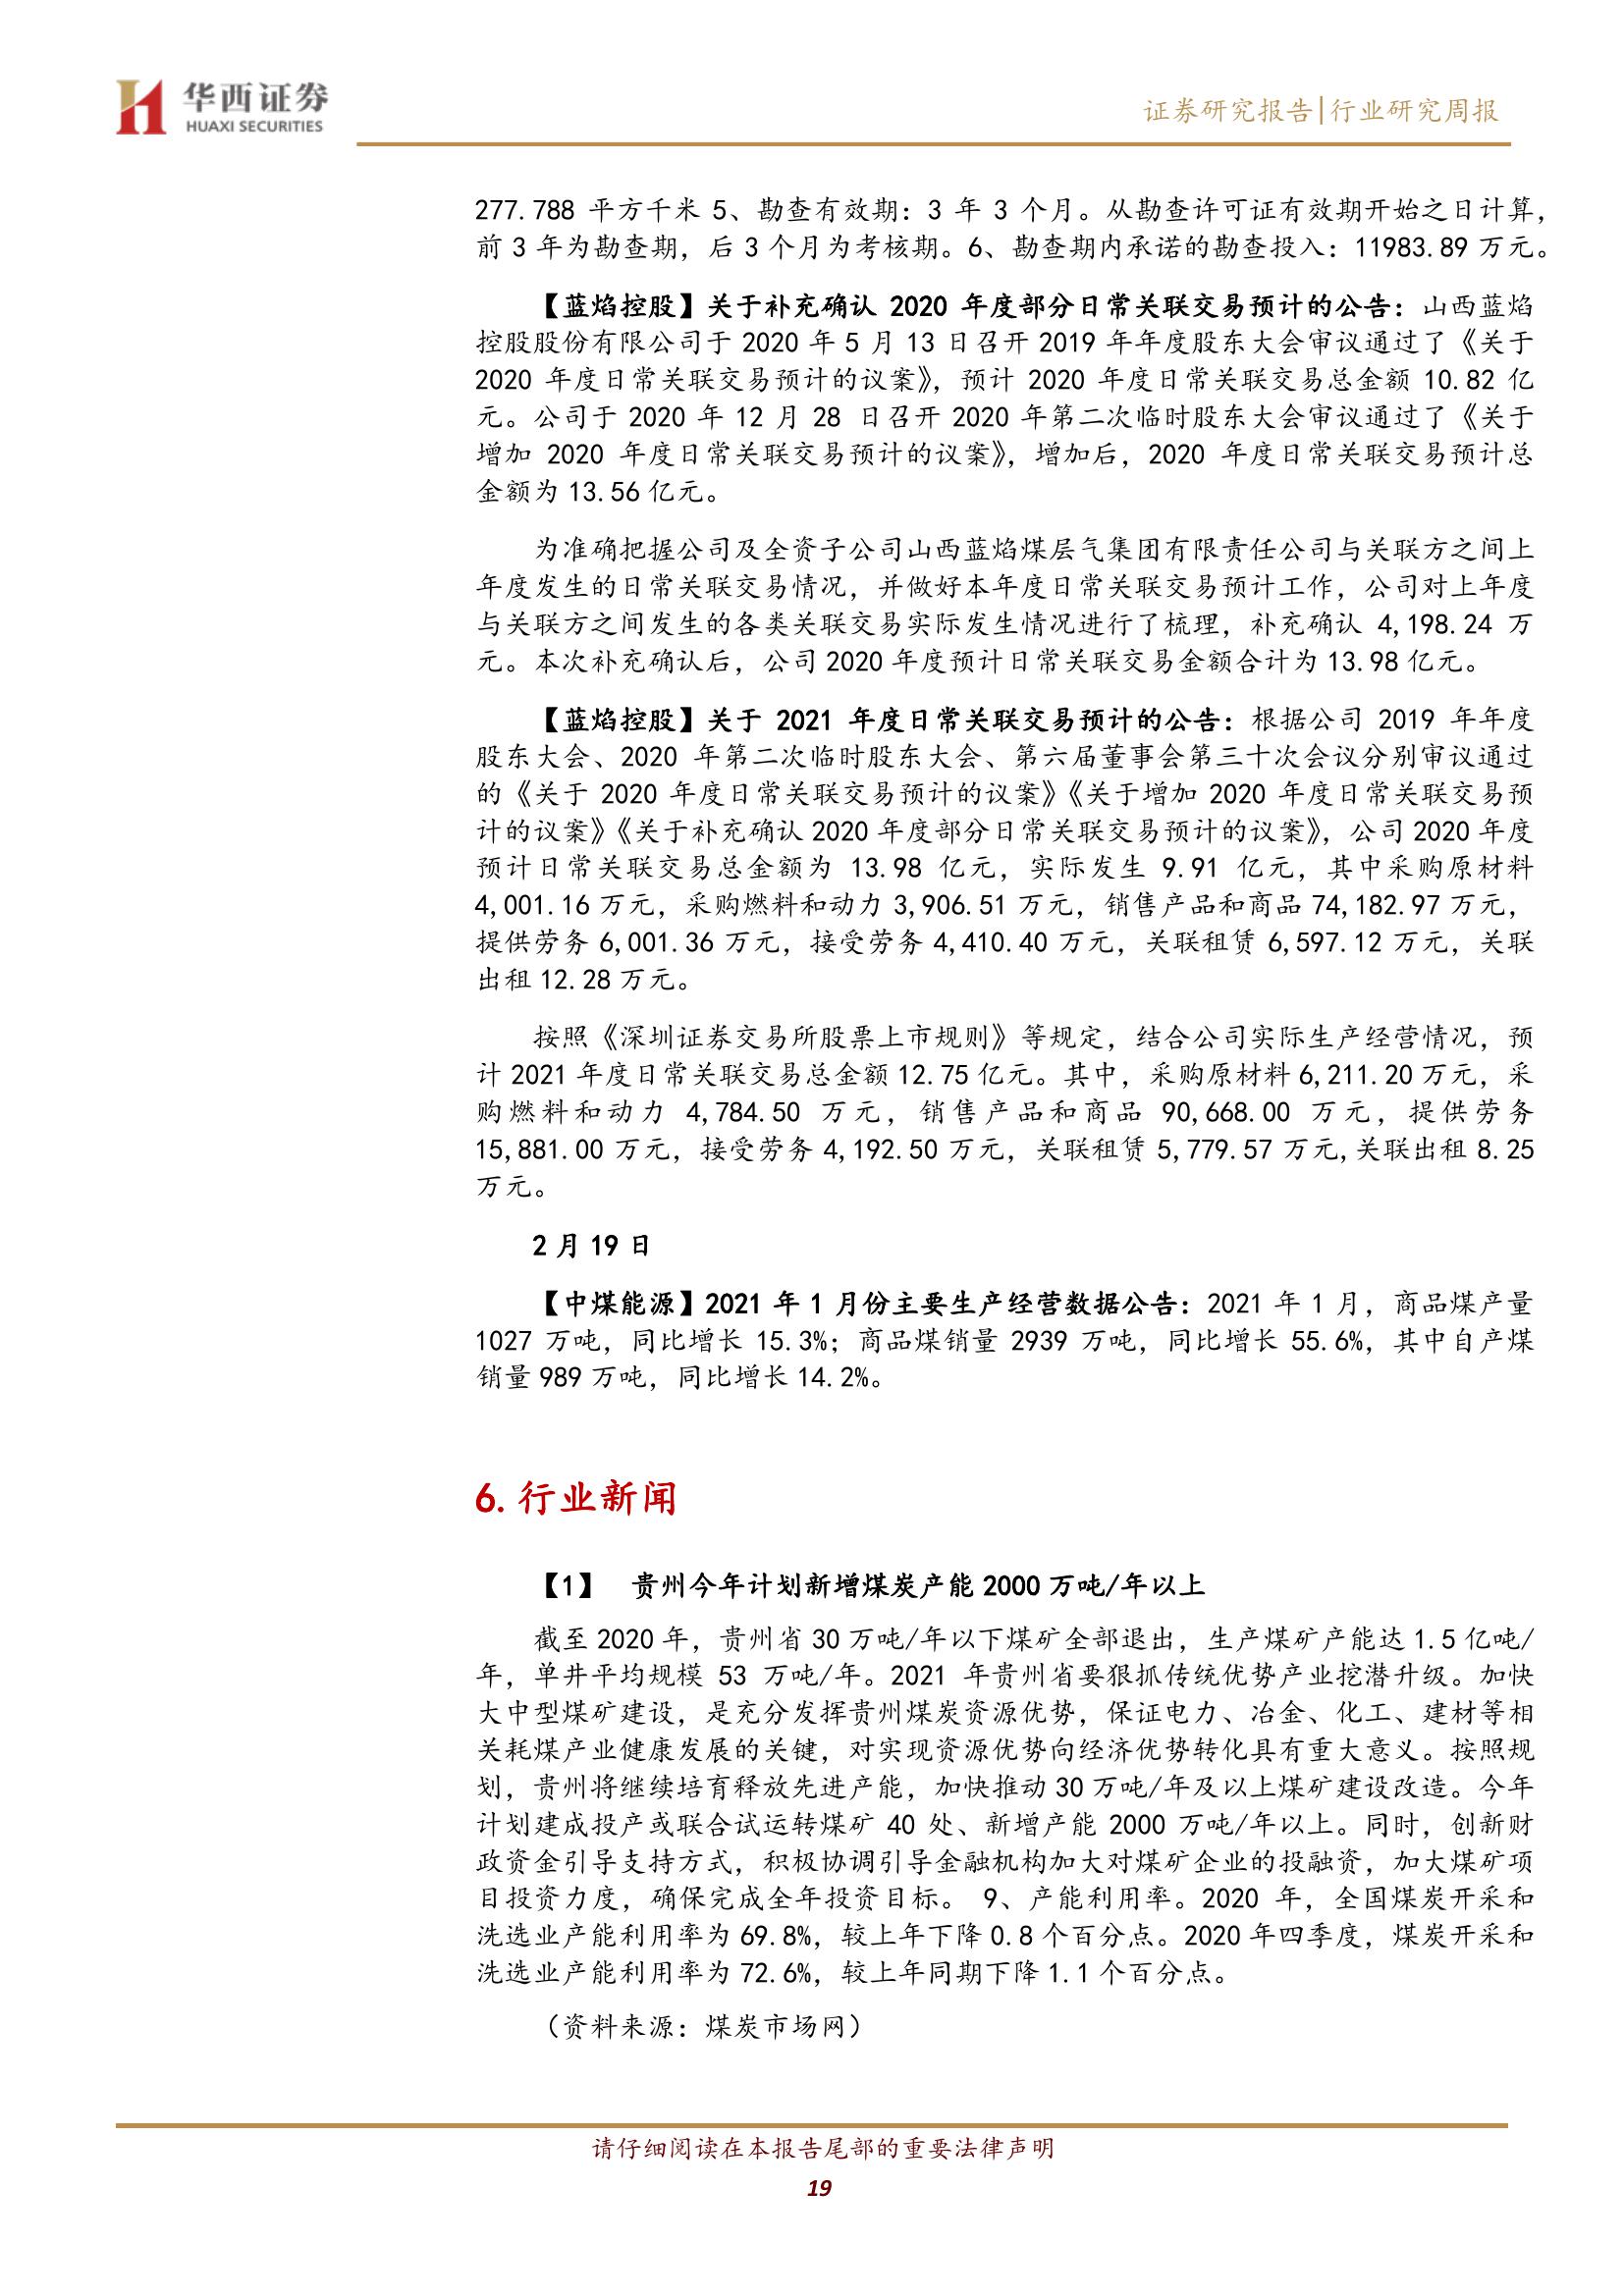 华西证券
HUAXI SECURITIES
证券研究报告|行业研究周报
277.788 平方千米 5、勘查有效期：3 年 3 个月。从勘查许可证有效期开始之日计算，
前 3 年为勘查期，后 3 个月为考核期。6、勘查期内承诺的勘查投入：11983.89 万元。
【蓝焰控股】关于补充确认 2020 年度部分日常关联交易预计的公告：山西蓝焰
控股股份有限公司于 2020 年 5 月 13 日召开 2019 年年度股东大会审议通过了《关于
2020 年度日常关联交易预计的议案》，预计 2020 年度日常关联交易总金额 10.82 亿
元。公司于 2020 年 12 月 28 日召开 2020 年第二次临时股东大会审议通过了《关于
增加 2020 年度日常关联交易预计的议案》，增加后，2020 年度日常关联交易预计总
金额为 13.56 亿元。
为准确把握公司及全资子公司山西蓝焰煤层气集团有限责任公司与关联方之间上
年度发生的日常关联交易情况，并做好本年度日常关联交易预计工作，公司对上年度
与关联方之间发生的各类关联交易实际发生情况进行了梳理，补充确认 4,198.24 万
元。本次补充确认后，公司 2020 年度预计日常关联交易金额合计为 13.98 亿元。
【蓝焰控股】关于 2021 年度日常关联交易预计的公告：根据公司 2019 年年度
股东大会、2020 年第二次临时股东大会、第六届董事会第三十次会议分别审议通过
的《关于 2020 年度日常关联交易预计的议案》《关于增加 2020 年度日常关联交易预
计的议案》《关于补充确认 2020 年度部分日常关联交易预计的议案》，公司 2020 年度
预计日常关联交易总金额为 13.98 亿元，实际发生 9.91 亿元，其中采购原材料
4,001.16 万元，采购燃料和动力 3,906.51 万元，销售产品和商品 74,182.97 万元，
提供劳务 6,001.36 万元，接受劳务 4,410.40 万元，关联租赁 6,597.12 万元，关联
出租 12.28 万元。
按照《深圳证券交易所股票上市规则》等规定，结合公司实际生产经营情况，预
计 2021 年度日常关联交易总金额 12.75 亿元。其中，采购原材料 6,211.20 万元，采
购燃料和动力 4,784.50 万元，销售产品和商品 90,668.00 万元，提供劳务
15,881.00 万元，接受劳务 4,192.50 万元，关联租赁 5,779.57 万元,关联出租 8.25
万元。
2 月 19 日
【中煤能源】2021 年 1 月份主要生产经营数据公告：2021 年 1 月，商品煤产量
1027 万吨，同比增长 15.3%；商品煤销量 2939 万吨，同比增长 55.6%，其中自产煤
销量 989 万吨，同比增长 14.2%。
6.行业新闻
【1】 贵州今年计划新增煤炭产能 2000 万吨/年以上
截至 2020 年，贵州省 30 万吨/年以下煤矿全部退出，生产煤矿产能达 1.5 亿吨/
年，单井平均规模 53 万吨/年。2021 年贵州省要狠抓传统优势产业挖潜升级。加快
大中型煤矿建设，是充分发挥贵州煤炭资源优势，保证电力、冶金、化工、建材等相
关耗煤产业健康发展的关键，对实现资源优势向经济优势转化具有重大意义。按照规
划，贵州将继续培育释放先进产能，加快推动 30 万吨/年及以上煤矿建设改造。今年
计划建成投产或联合试运转煤矿 40 处、新增产能 2000 万吨/年以上。同时，创新财
政资金引导支持方式，积极协调引导金融机构加大对煤矿企业的投融资，加大煤矿项
目投资力度，确保完成全年投资目标。 9、产能利用率。2020 年，全国煤炭开采和
洗选业产能利用率为 69.8%，较上年下降 0.8 个百分点。2020 年四季度，煤炭开采和
洗选业产能利用率为 72.6%，较上年同期下降 1.1 个百分点。
（资料来源：煤炭市场网）
请仔细阅读在本报告尾部的重要法律声明
19